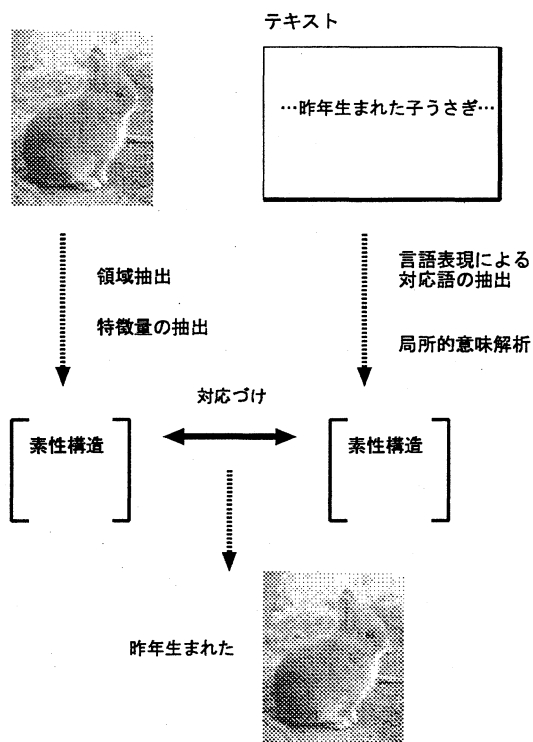 テキスト
…昨年生まれた子うさぎ…
領域抽出
特徴量の抽出
言語表現による
対応語の抽出
局所的意味解析
対応づけ
素性構造
素性構造
昨年生まれた